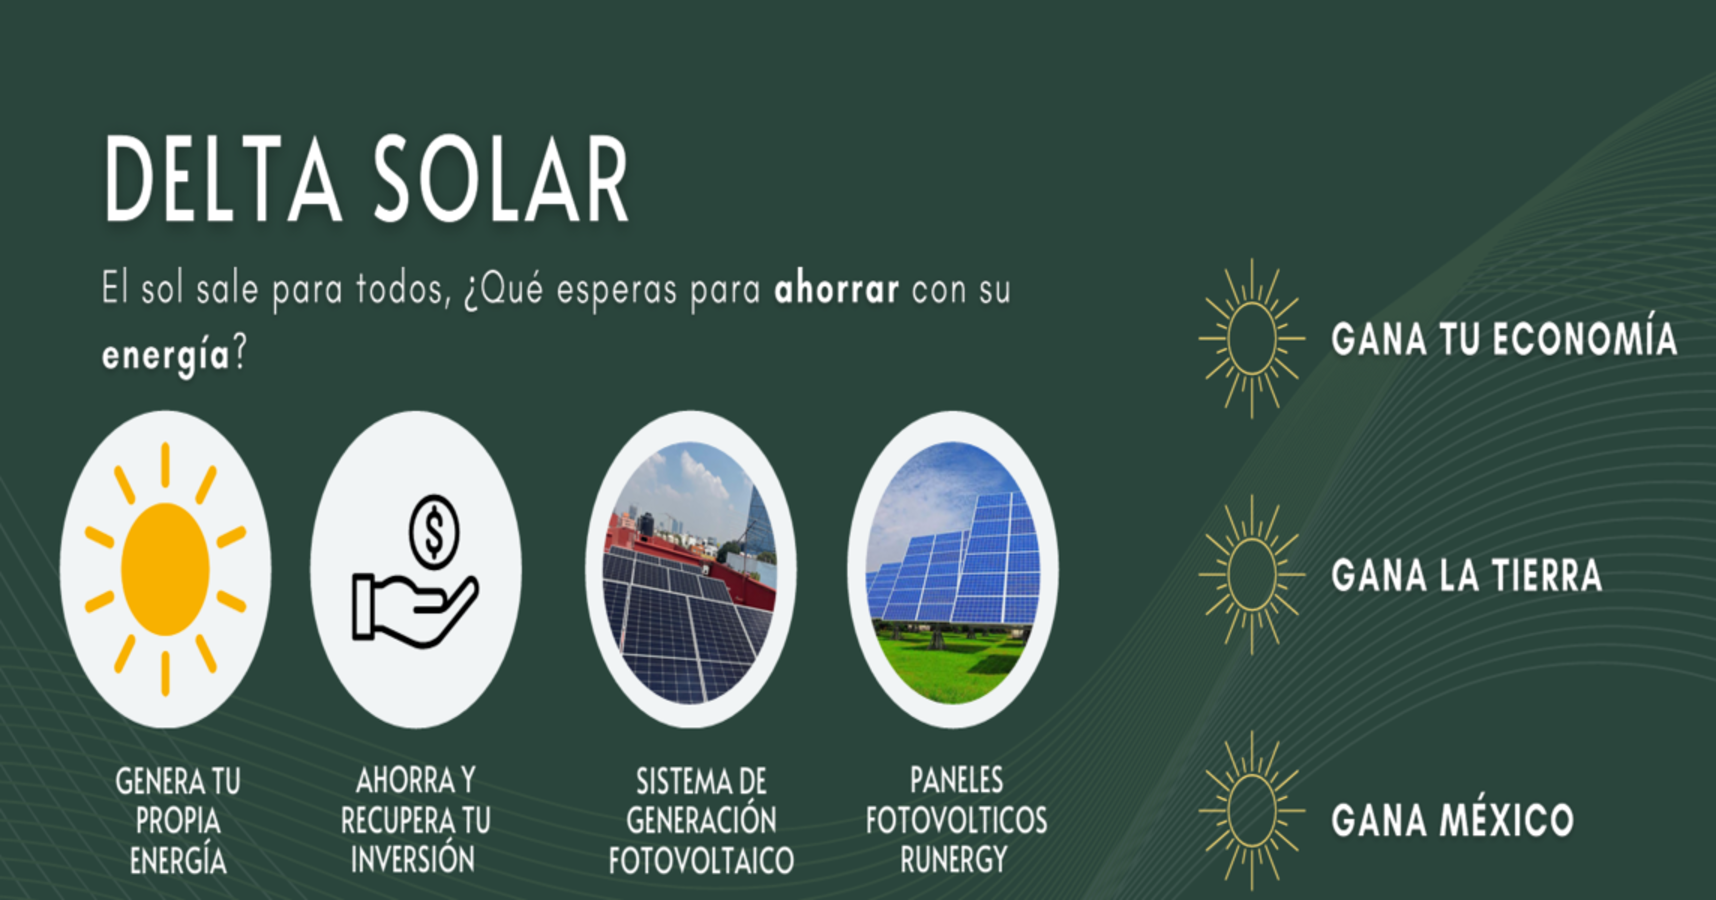 DELTA SOLAR
El sol sale para todos, ¿Qué esperas para ahorrar con su
energía?
GENERA TU
PROPIA
ENERGÍA
AHORRA Y
RECUPERA TU
INVERSIÓN
SISTEMA DE
GENERACIÓN
FOTOVOLTAICO
PANELES
FOTOVOLTICOS
RUNERGY
GANA TU ECONOMÍA
GANA LA TIERRA
GANA MÉXICO